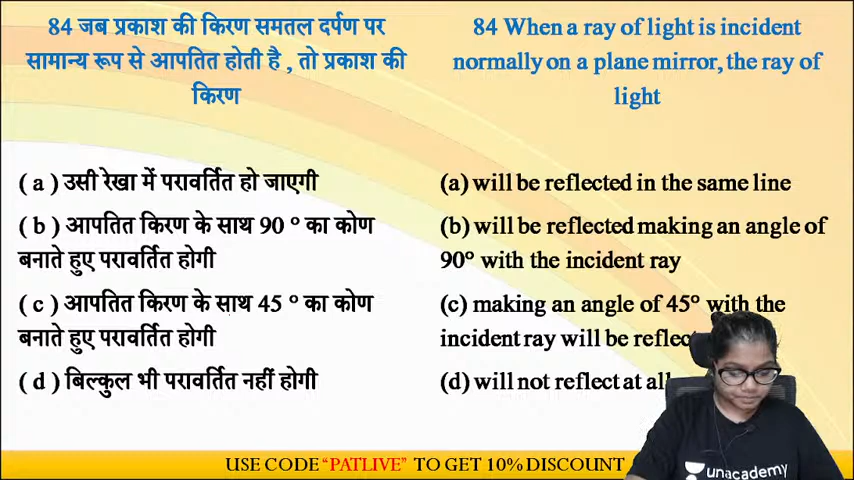 84 जब प्रकाश की किरण समतल दर्पण पर
सामान्य रूप से आपतित होती है , तो प्रकाश की
किरण
( a ) उसी रेखा में परावर्तित हो जाएगी
( b ) आपतित किरण के साथ 90 ° का कोण
बनाते हुए परावर्तित होगी
( c ) आपतित किरण के साथ 45 ° का कोण
बनाते हुए परावर्तित होगी
( d ) बिल्कुल भी परावर्तित नहीं होगी
84 When a ray of light is incident
normally on a plane mirror, the ray of
light
(a) will be reflected in the same line
(b) will be reflected making an angle of
90° with the incident ray
(c) making an angle of 45° with the
incident ray will be
(d) will not reflect at all
USE CODE “PATLIVE” TO GET 10% DISCOUNT
unacademy